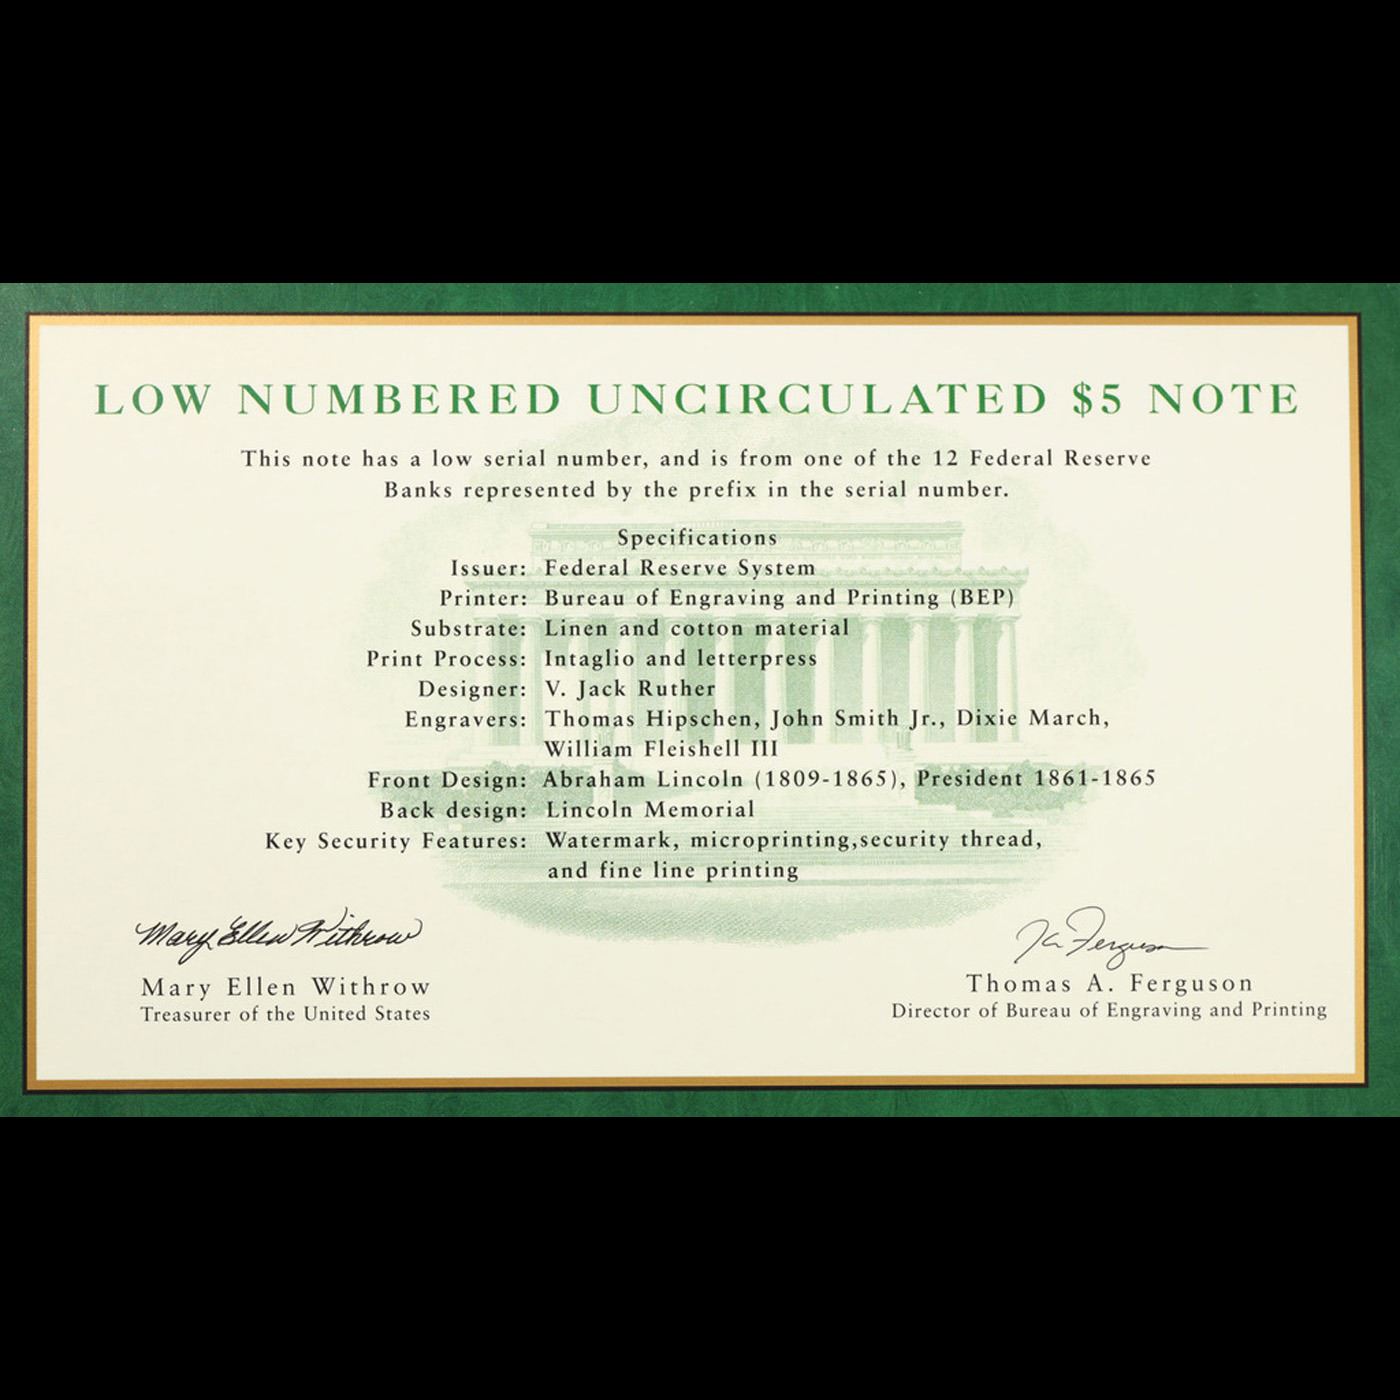 LOW NUMBERED UNCIRCULATED $5 NOTE
This note has a low serial number, and is from one of the 12 Federal Reserve
Banks represented by the prefix in the serial number.
Specifications
Issuer: Federal Reserve System
Printer: Bureau of Engraving and Printing (BEP)
Substrate: Linen and cotton material
Print Process: Intaglio and letterpress
Designer: V. Jack Ruther
Engravers: Thomas Hipschen, John Smith Jr., Dixie March,
William Fleishell III
Front Design: Abraham Lincoln (1809-1865), President 1861-1865
Back design: Lincoln Memorial
Key Security Features: Watermark, microprinting,security thread,
and fine line printing
Mary Ellen Withrow
Mary Ellen Withrow
Treasurer of the United States
Ferguson
Thomas A. Ferguson
Director of Bureau of Engraving and Printing